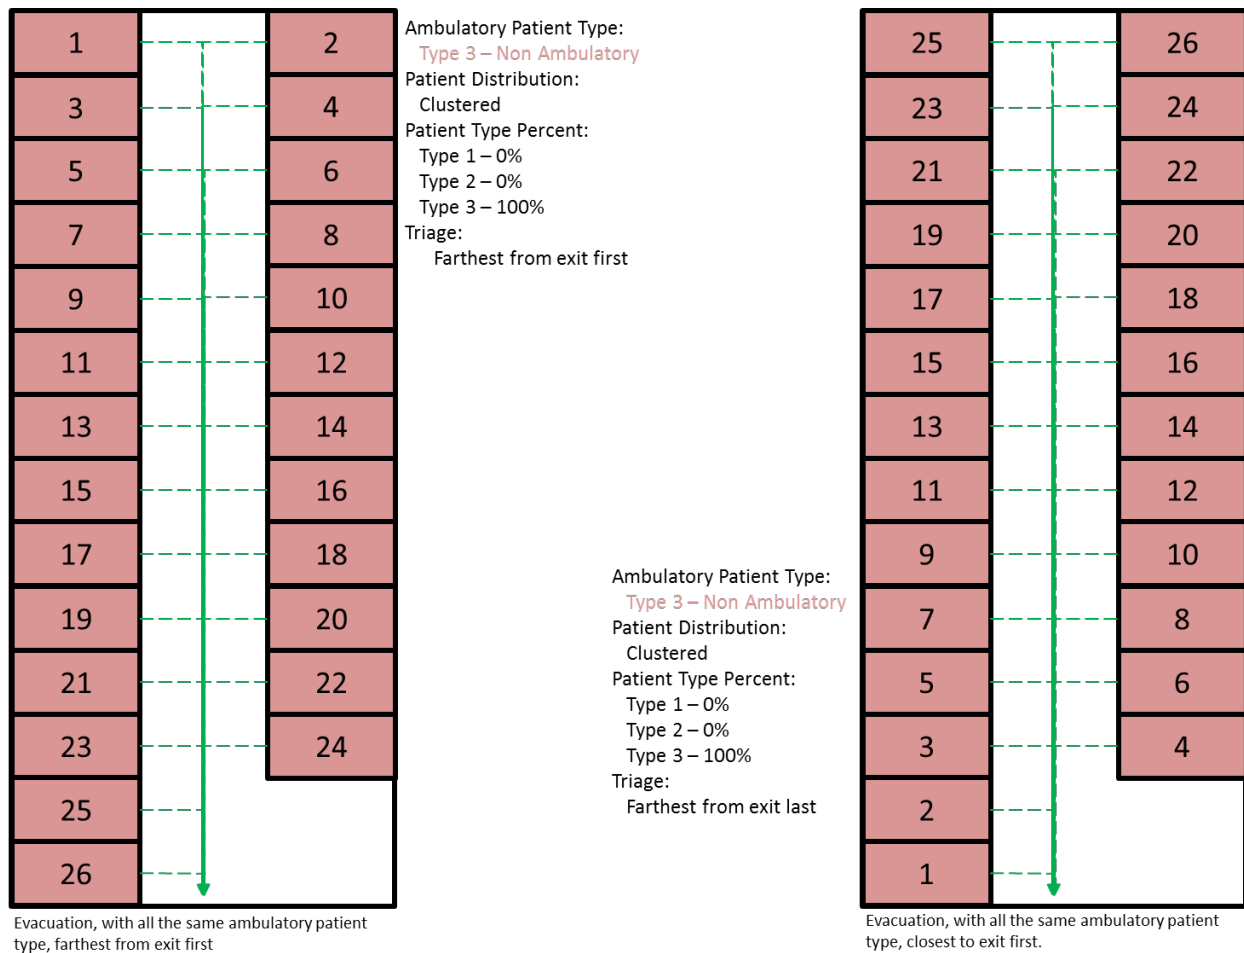 1 2
3 4
5 6
7 8
9 10
11 12
13 14
15 16
17 18
19 20
21 22
23 24
25
26
Evacuation, with all the same ambulatory patient
type, farthest from exit first
Ambulatory Patient Type:
Type 3 – Non Ambulatory
Patient Distribution:
Clustered
Patient Type Percent:
Type 1 – 0%
Type 2 – 0%
Type 3 – 100%
Triage:
Farthest from exit first
Ambulatory Patient Type:
Type 3 – Non Ambulatory
Patient Distribution:
Clustered
Patient Type Percent:
Type 1 – 0%
Type 2 – 0%
Type 3 – 100%
Triage:
Farthest from exit last
25 26
23 24
21 22
19 20
17 18
15 16
13 14
11 12
9 10
7 8
5 6
3 4
2
1
Evacuation, with all the same ambulatory patient
type, closest to exit first.